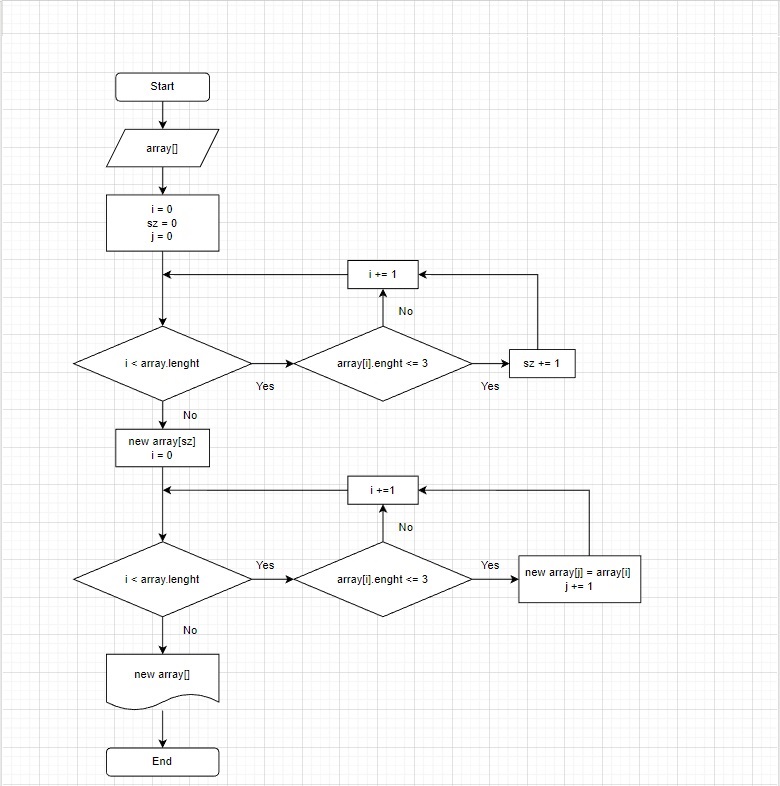 Start
array[]
i = 0
sz = 0
j = 0
i += 1
No
i < array.lenght
array[i].enght <= 3
sz += 1
Yes
Yes
No
new array[sz]
i = 0
i +=1
No
Yes
Yes
i < array.lenght
array[i].enght <= 3
new array[j] = array[i]
j += 1
No
new array[]
End